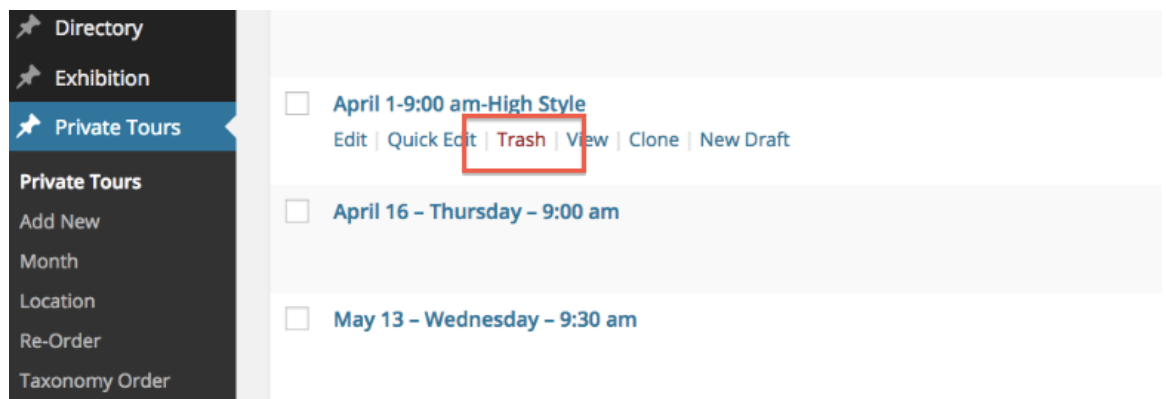 Directory
Exhibition
Private Tours
Private Tours
Add New
Month
Location
Re-Order
Taxonomy Order
April 1-9:00 am-High Style
Edit | Quick Edit | Trash | View | Clone | New Draft
April 16 – Thursday – 9:00 am
May 13 – Wednesday – 9:30 am